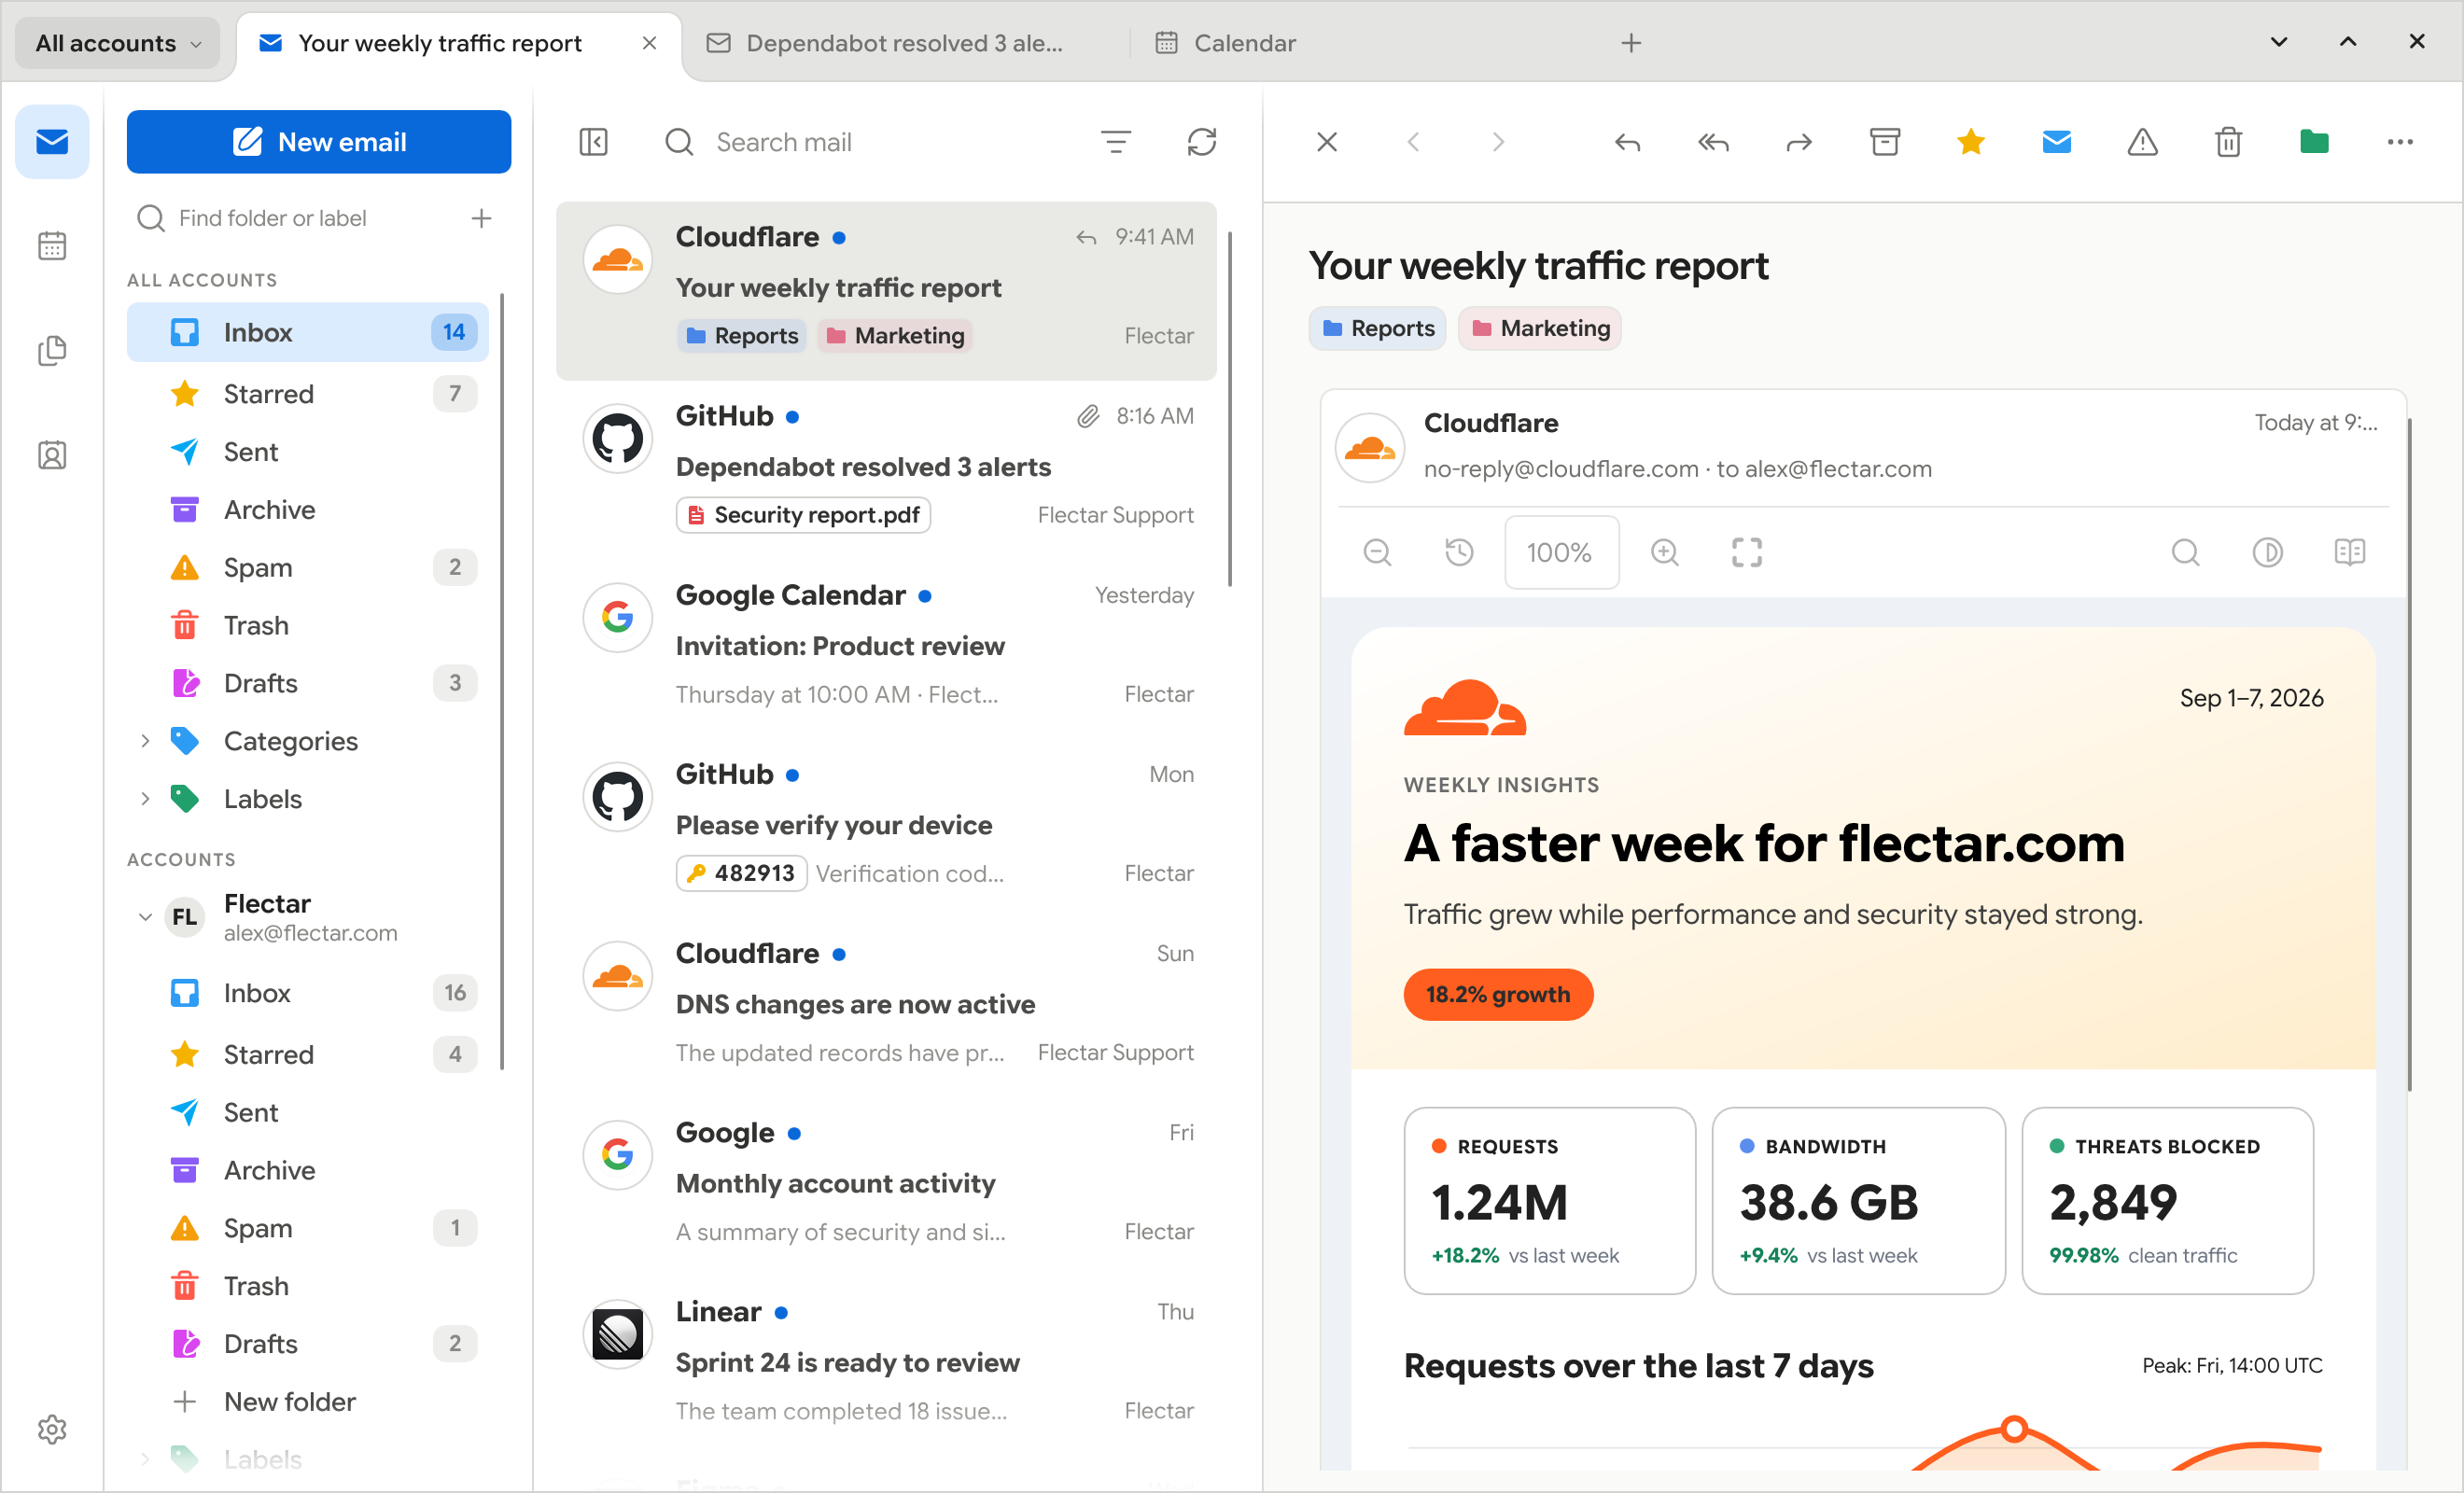 All accounts
Your weekly traffic report
Dependabot resolved 3 ale...
Calendar
New email
Find folder or label
ALL ACCOUNTS
Inbox 14
Starred 7
Sent
Archive
Spam 2
Trash
Drafts 3
Categories
Labels
ACCOUNTS
FL Flectar
alex@flectar.com
Inbox 16
Starred 4
Sent
Archive
Spam 1
Trash
Drafts 2
New folder
Labels
Search mail
Cloudflare 9:41 AM
Your weekly traffic report
Reports Marketing Flectar
GitHub 8:16 AM
Dependabot resolved 3 alerts
Security report.pdf Flectar Support
Google Calendar Yesterday
Invitation: Product review
Thursday at 10:00 AM · Flect... Flectar
GitHub Mon
Please verify your device
482913 Verification cod... Flectar
Cloudflare Sun
DNS changes are now active
The updated records have pr... Flectar Support
Google Fri
Monthly account activity
A summary of security and si... Flectar
Linear Thu
Sprint 24 is ready to review
The team completed 18 issue... Flectar
Your weekly traffic report
Reports Marketing
Cloudflare Today at 9:...
no-reply@cloudflare.com · to alex@flectar.com
100%
Sep 1–7, 2026
WEEKLY INSIGHTS
A faster week for flectar.com
Traffic grew while performance and security stayed strong.
18.2% growth
REQUESTS
1.24M
+18.2% vs last week
BANDWIDTH
38.6 GB
+9.4% vs last week
THREATS BLOCKED
2,849
99.98% clean traffic
Requests over the last 7 days
Peak: Fri, 14:00 UTC